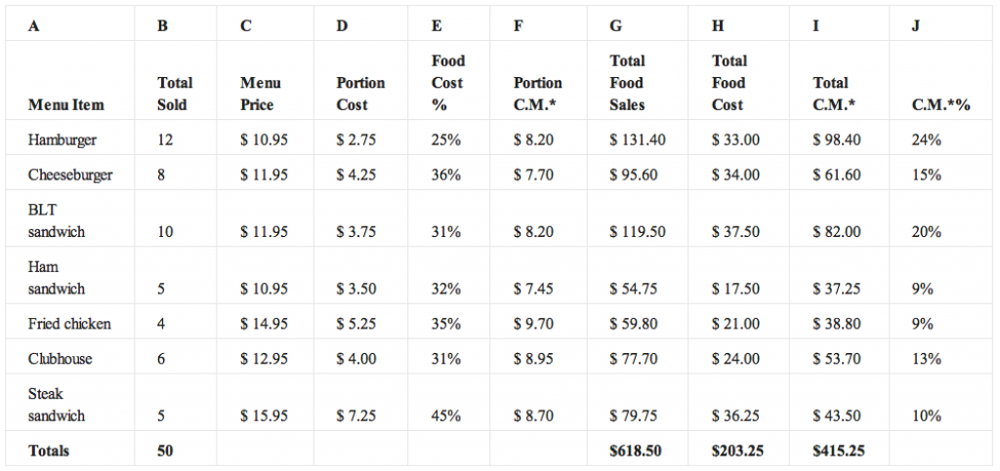 A B C D E F G H I J
Menu Item Total Sold Menu Price Portion Cost Food Cost % Portion C.M.* Total Food Sales Total Food Cost Total C.M.* C.M.*%
Hamburger 12 $ 10.95 $ 2.75 25% $ 8.20 $ 131.40 $ 33.00 $ 98.40 24%
Cheeseburger 8 $ 11.95 $ 4.25 36% $ 7.70 $ 95.60 $ 34.00 $ 61.60 15%
BLT sandwich 10 $ 11.95 $ 3.75 31% $ 8.20 $ 119.50 $ 37.50 $ 82.00 20%
Ham sandwich 5 $ 10.95 $ 3.50 32% $ 7.45 $ 54.75 $ 17.50 $ 37.25 9%
Fried chicken 4 $ 14.95 $ 5.25 35% $ 9.70 $ 59.80 $ 21.00 $ 38.80 9%
Clubhouse 6 $ 12.95 $ 4.00 31% $ 8.95 $ 77.70 $ 24.00 $ 53.70 13%
Steak sandwich 5 $ 15.95 $ 7.25 45% $ 8.70 $ 79.75 $ 36.25 $ 43.50 10%
Totals 50 $618.50 $203.25 $415.25